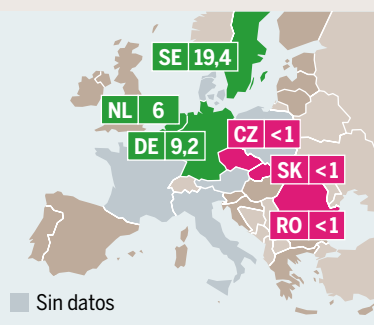 SE 19,4
NL 6
DE 9,2
CZ <1
SK <1
RO <1
Sin datos